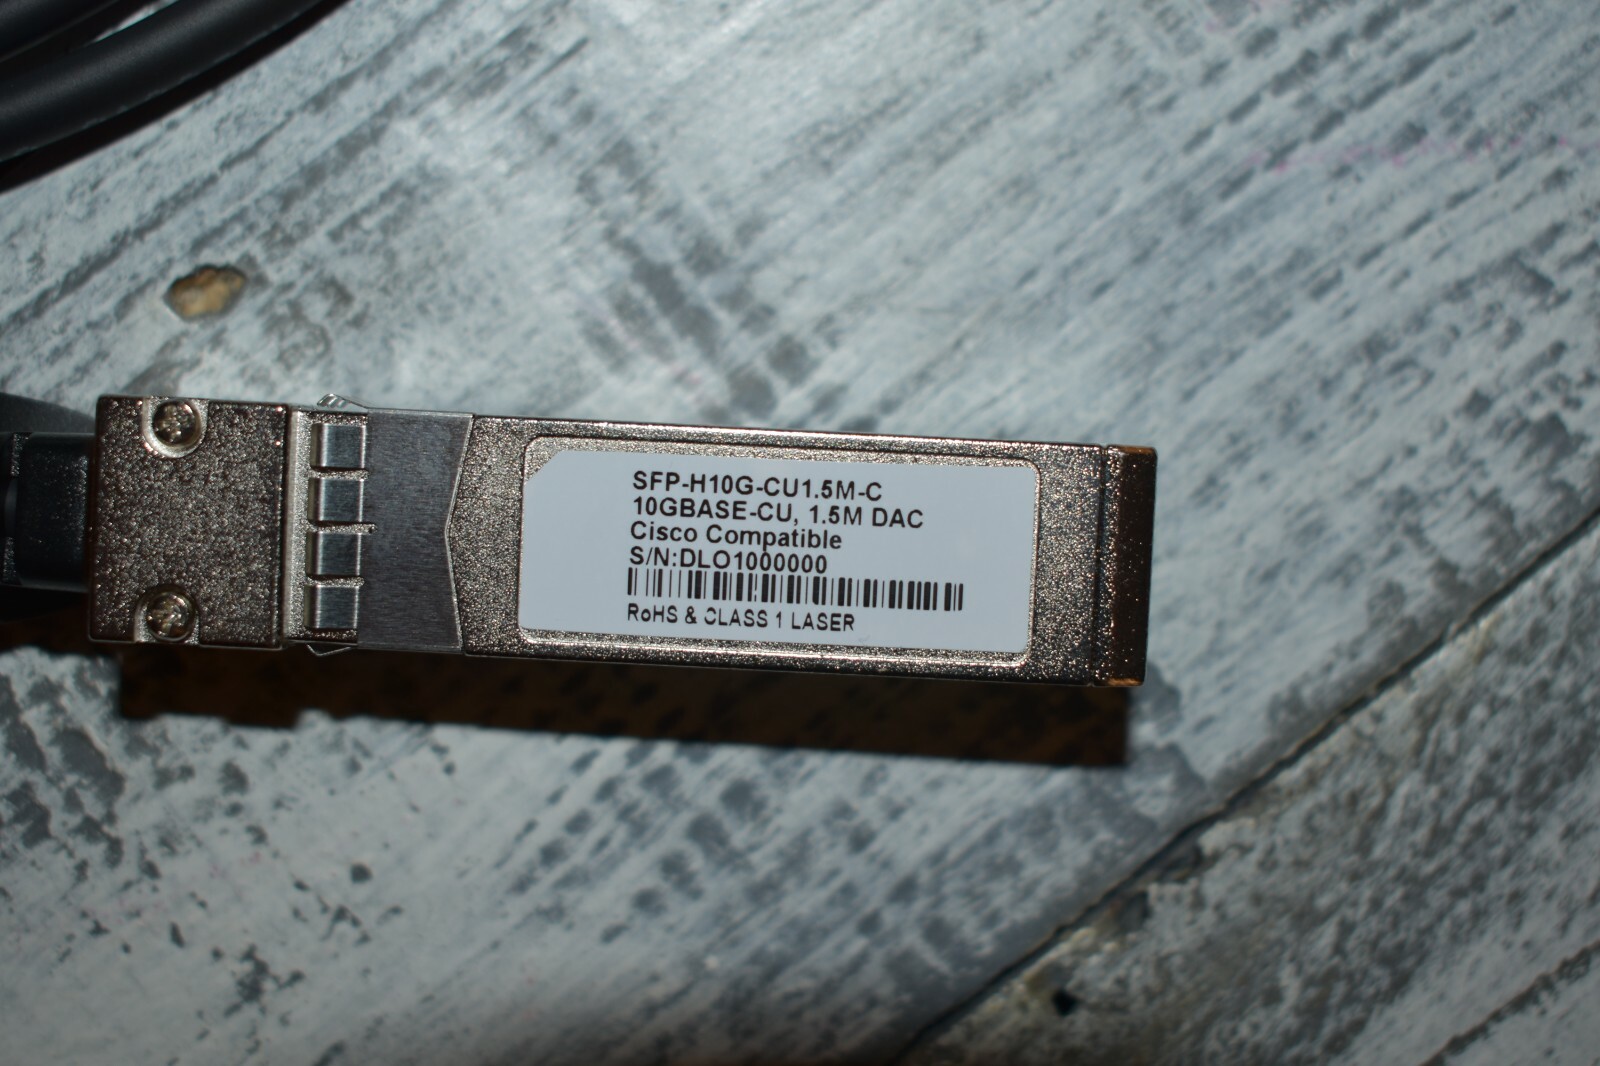 SFP-H10G-CU1.5M-C
10GBASE-CU, 1.5M DAC
Cisco Compatible
S/N:DLO1000000
RoHS & CLASS 1 LASER